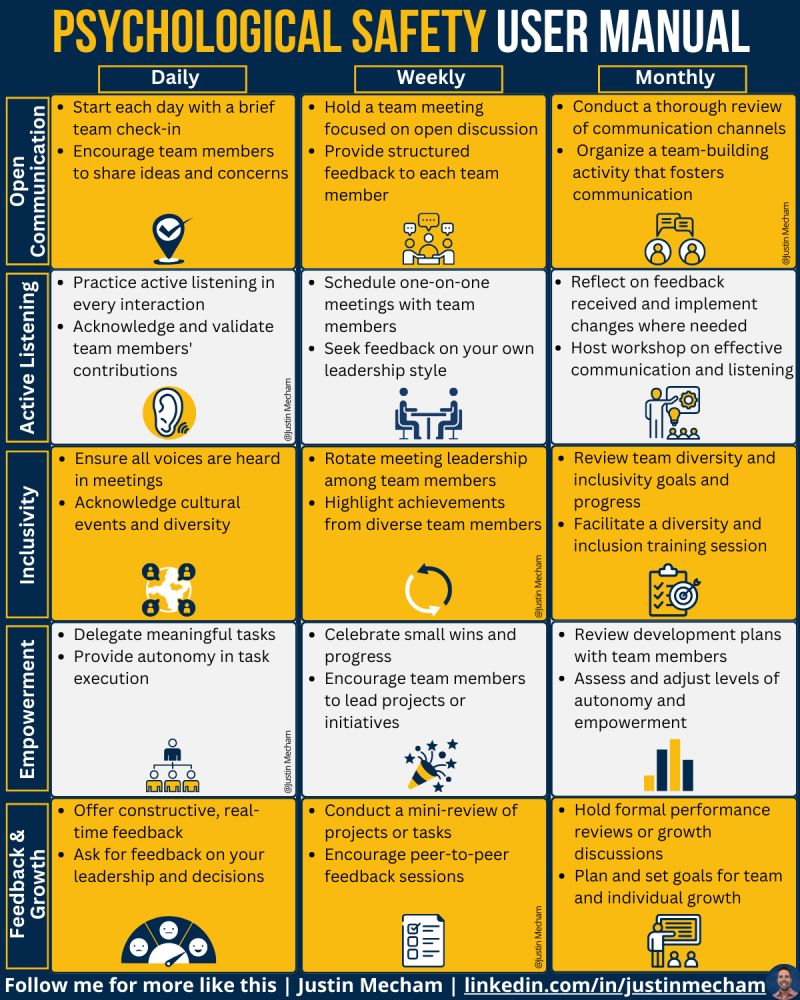 PSYCHOLOGICAL SAFETY USER MANUAL
Daily
Weekly
Monthly
Open
Communication
• Start each day with a brief
team check-in
• Encourage team members
to share ideas and concerns
• Hold a team meeting
focused on open discussion
• Provide structured
feedback to each team
member
• Conduct a thorough review
of communication channels
• Organize a team-building
activity that fosters
communication
@Justin Mecham
Active Listening
• Practice active listening in
every interaction
• Acknowledge and validate
team members'
contributions
@Justin Mecham
• Schedule one-on-one
meetings with team
members
• Seek feedback on your own
leadership style
• Reflect on feedback
received and implement
changes where needed
• Host workshop on effective
communication and listening
Inclusivity
• Ensure all voices are heard
in meetings
• Acknowledge cultural
events and diversity
• Rotate meeting leadership
among team members
• Highlight achievements
from diverse team members
@Justin Mecham
• Review team diversity and
inclusivity goals and
progress
• Facilitate a diversity and
inclusion training session
Empowerment
• Delegate meaningful tasks
• Provide autonomy in task
execution
@Justin Mecham
• Celebrate small wins and
progress
• Encourage team members
to lead projects or
initiatives
• Review development plans
with team members
• Assess and adjust levels of
autonomy and
empowerment
Feedback &
Growth
• Offer constructive, real-
time feedback
• Ask for feedback on your
leadership and decisions
• Conduct a mini-review of
projects or tasks
• Encourage peer-to-peer
feedback sessions
@Justin Mecham
• Hold formal performance
reviews or growth
discussions
• Plan and set goals for team
and individual growth
Follow me for more like this | Justin Mecham | linkedin.com/in/justinmecham